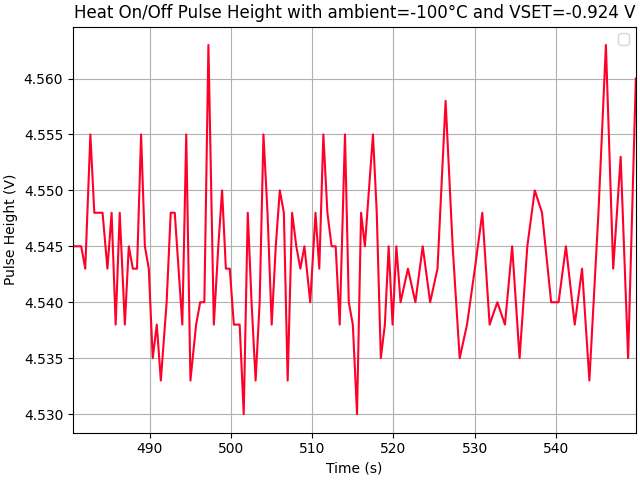 Heat On/Off Pulse Height with ambient=-100°C and VSET=-0.924 V
Pulse Height (V)
4.560
4.555
4.550
4.545
4.540
4.535
4.530
490 500 510 520 530 540
Time (s)